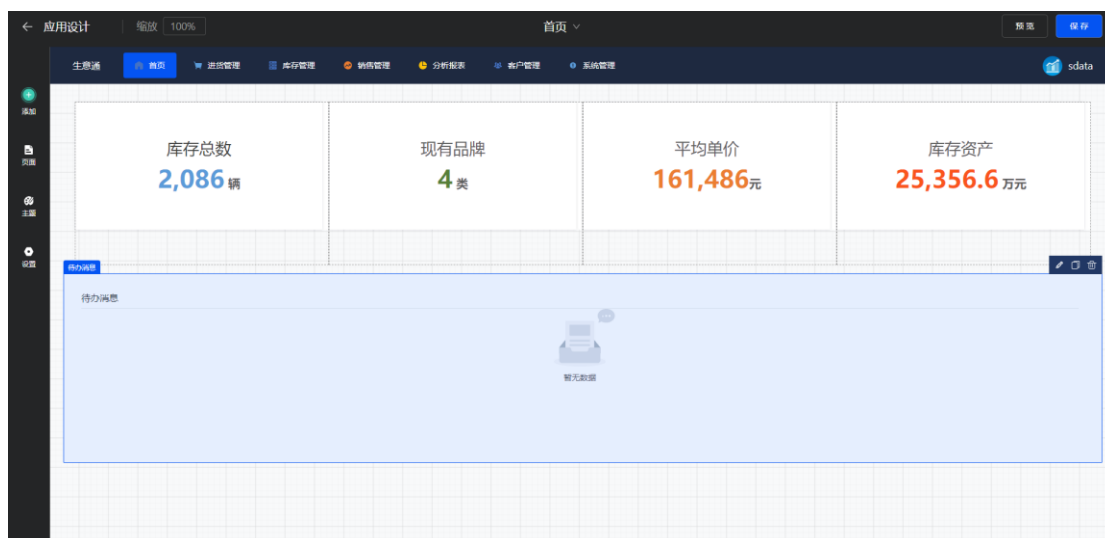 应用设计 缩放 100% 首页 预览 保存
生意通 首页 进货管理 库存管理 销售管理 分析报表 客户管理 系统管理 sdata
添加
页面
主题
设置
库存总数 现有品牌 平均单价 库存资产
2,086 辆 4 类 161,486元 25,356.6 万元
待办消息
待办消息
暂无数据